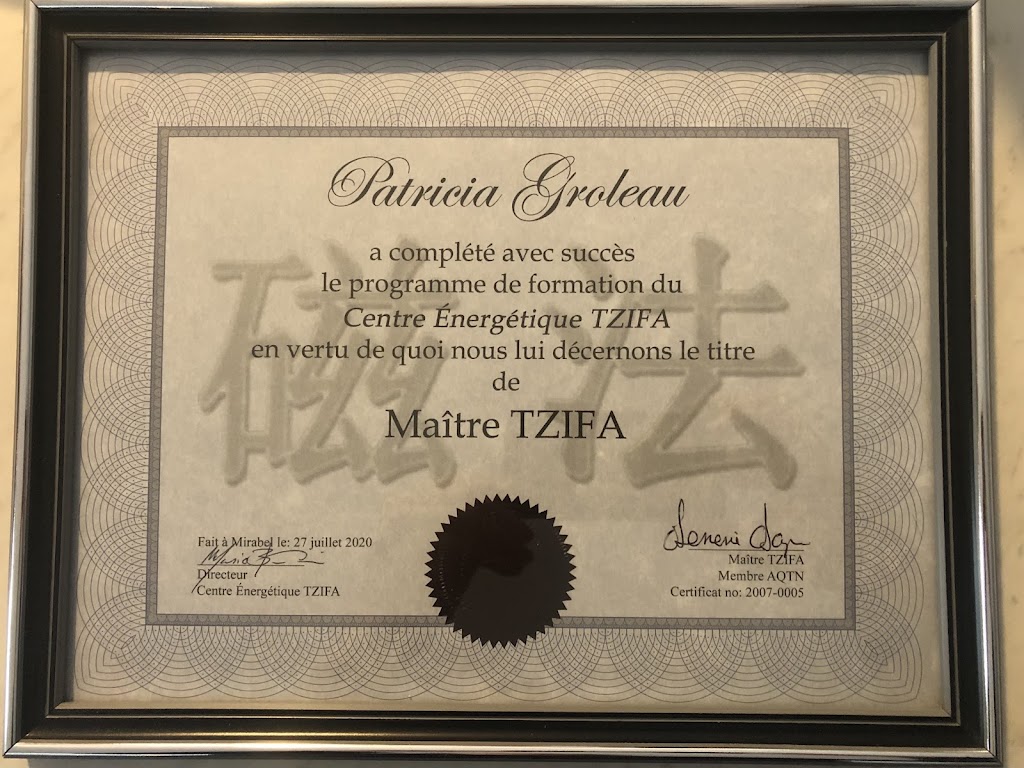 Patricia Groleau
a complété avec succès
le programme de formation du
Centre Énergétique TZIFA
en vertu de quoi nous lui décernons le titre
de
Maître TZIFA
磁法
Fait à Mirabel le: 27 juillet 2020
Directeur
Centre Énergétique TZIFA
Maître TZIFA
Membre AQTN
Certificat no: 2007-0005